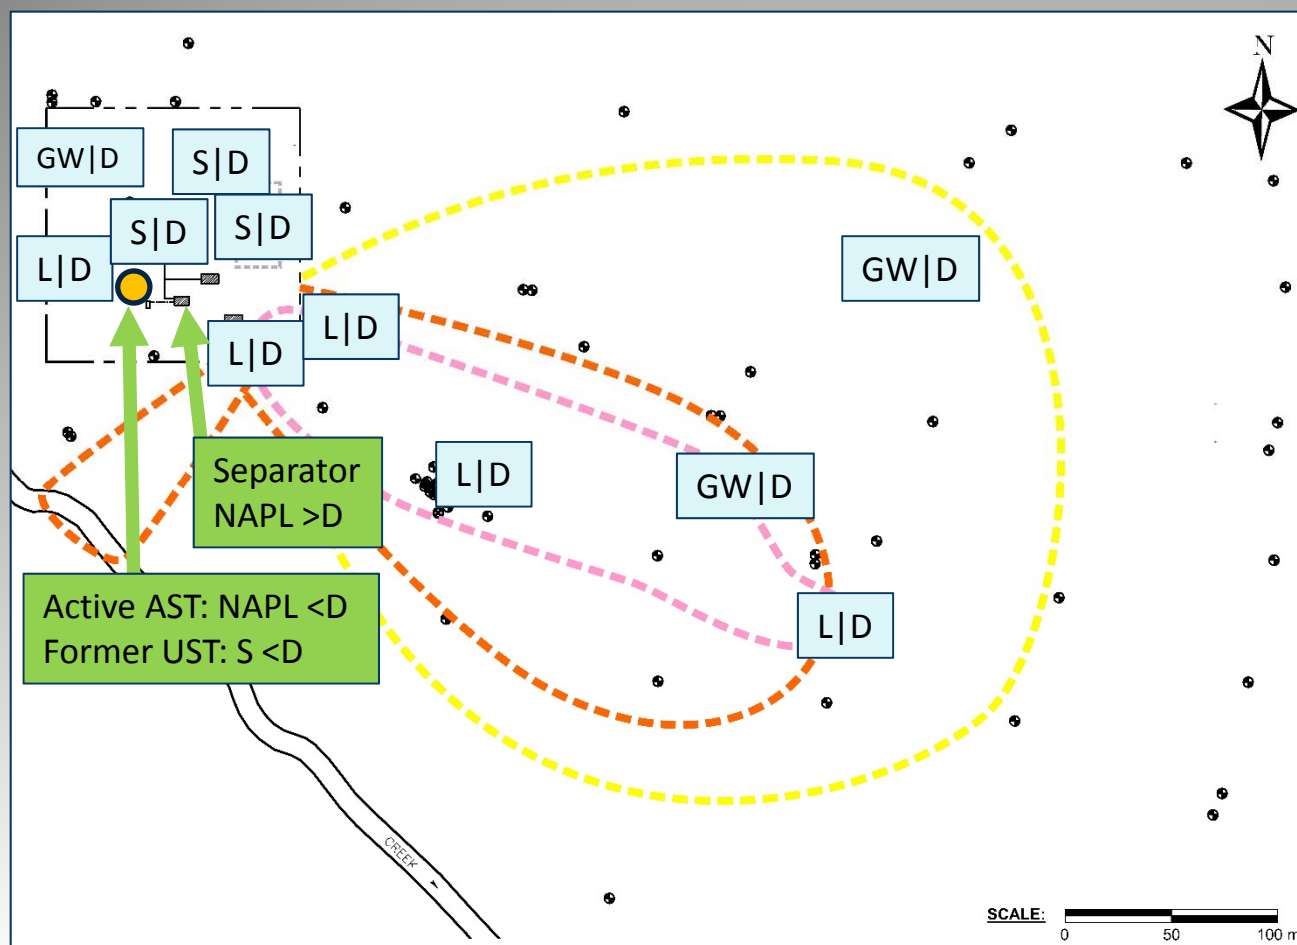 N
GW|D
S|D
S|D
S|D
L|D
GW|D
L|D
L|D
Separator
NAPL >D
L|D
GW|D
Active AST: NAPL <D
Former UST: S <D
L|D
CREEK
SCALE:
0 50 100 m